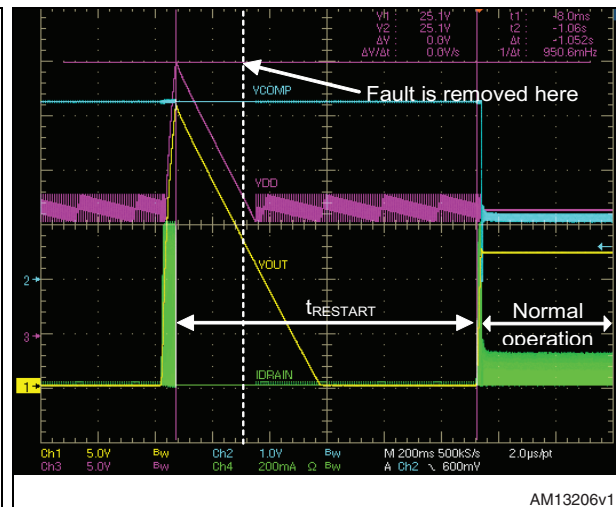 V1 : 25.1V t1 : -8.0ms
V2 : 25.1V t2 : -1.06s
ΔV : 0.0V Δt : -1.052s
ΔV/Δt : 0.0V/s 1/Δt : 950.6mHz
Fault is removed here
VCOMP
VDD
VOUT
2
tRESTART
Normal
operation
3
IDRAIN
1
Ch1 5.0V Bw Ch2 1.0V Bw M 200ms 500kS/s 2.0µs/pt
Ch3 5.0V Bw Ch4 200mA Ω Bw A Ch2 ∖ 600mV
AM13206v1